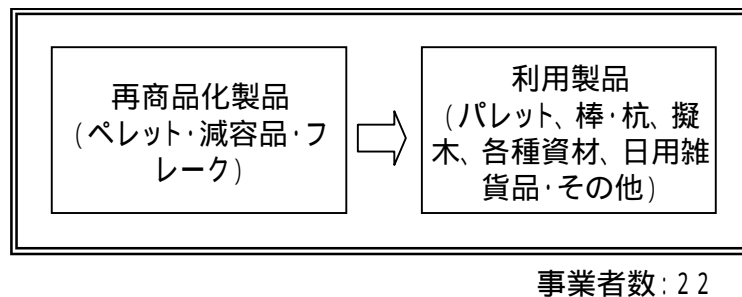 再商品化製品
(ペレット・減容品・フ
レーク)
利用製品
(パレット、棒・杭、擬
木、各種資材、日用雑
貨品・その他)
事業者数:22